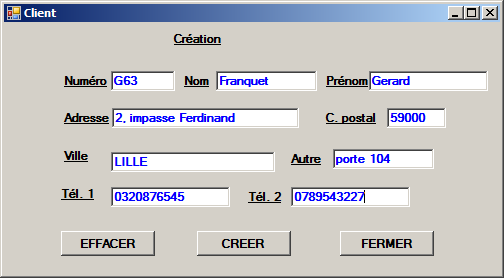 Client
Création
Numéro G63 Nom Franquet Prénom Gerard
Adresse 2, impasse Ferdinand C. postal 59000
Ville LILLE Autre porte 104
Tél. 1 0320876545 Tél. 2 0789543227
EFFACER CREER FERMER